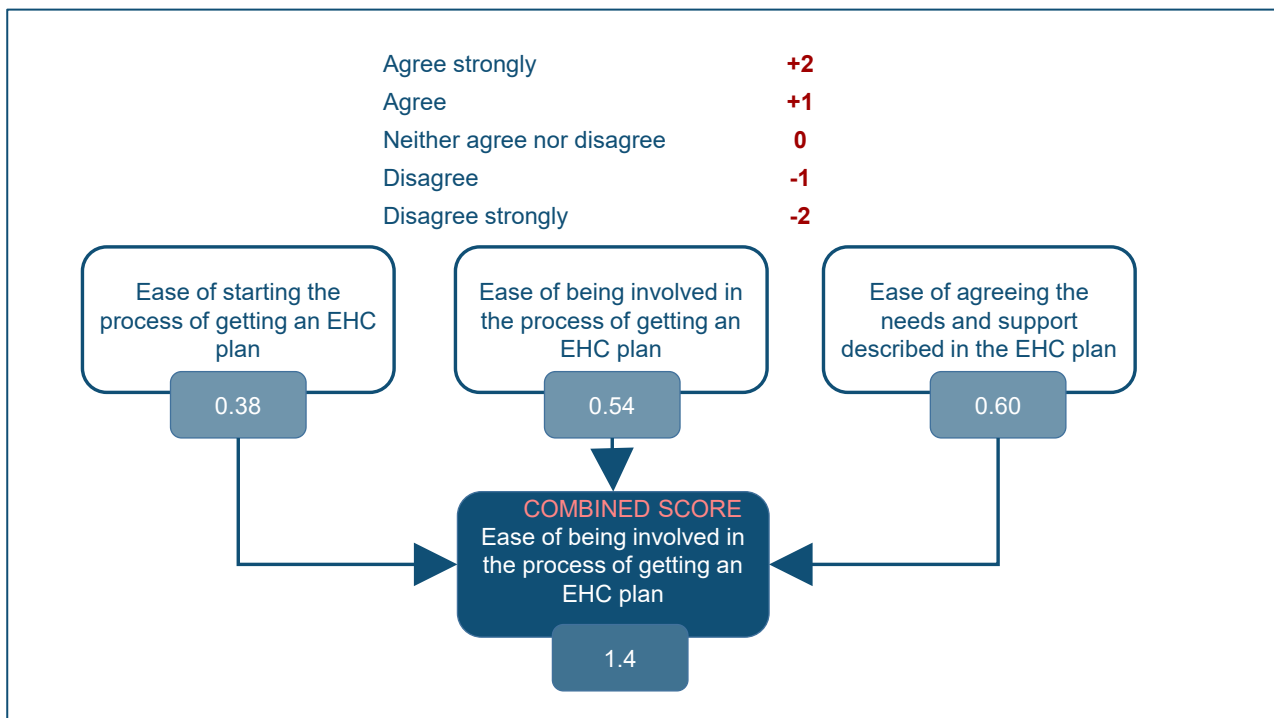 Agree strongly +2
Agree +1
Neither agree nor disagree 0
Disagree -1
Disagree strongly -2
Ease of starting the
process of getting an EHC
plan
0.38
Ease of being involved in
the process of getting an
EHC plan
0.54
Ease of agreeing the
needs and support
described in the EHC plan
0.60
COMBINED SCORE
Ease of being involved in
the process of getting an
EHC plan
1.4